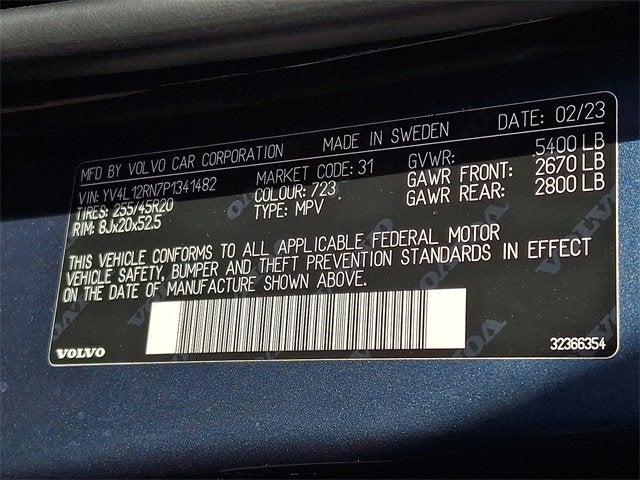 MFD BY VOLVO CAR CORPORATION MADE IN SWEDEN DATE: 02/23
VIN: YV4L12RN7P1341482 MARKET CODE: 31 GVWR: 5400 LB
TIRES: 255/45R20 COLOUR: 723 GAWR FRONT: 2670 LB
RIM: 8Jx20x52.5 TYPE: MPV GAWR REAR: 2800 LB
THIS VEHICLE CONFORMS TO ALL APPLICABLE FEDERAL MOTOR
VEHICLE SAFETY, BUMPER AND THEFT PREVENTION STANDARDS IN EFFECT
ON THE DATE OF MANUFACTURE SHOWN ABOVE.
VOLVO 32366354